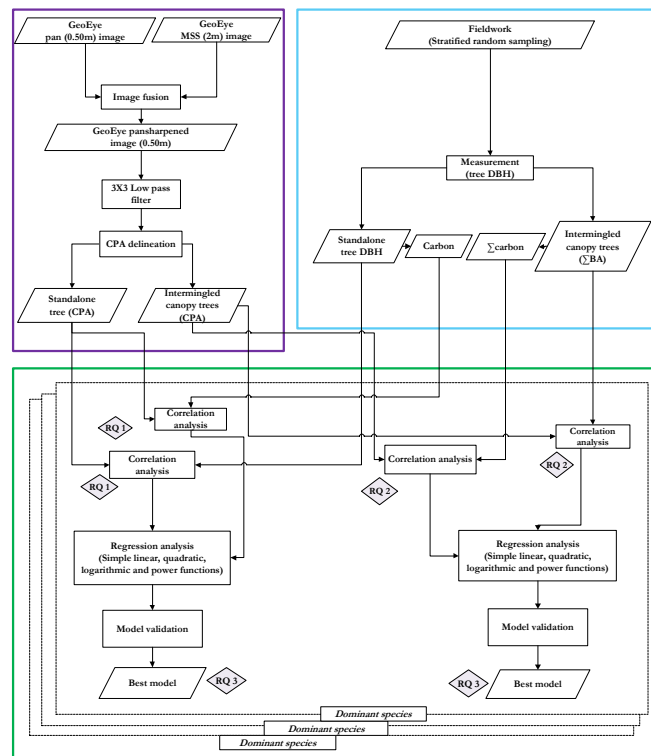 GeoEye
pan (0.50m) image
GeoEye
MSS (2m) image
Image fusion
GeoEye pansharpened
image (0.50m)
3X3 Low pass
filter
CPA delineation
Standalone
tree (CPA)
Intermingled
canopy trees
(CPA)
Fieldwork
(Stratified random sampling)
Measurement
(tree DBH)
Standalone
tree DBH
Carbon
∑carbon
Intermingled
canopy trees
(∑BA)
RQ 1
Correlation
analysis
Correlation
analysis
RQ 1
Correlation analysis
RQ 2
Correlation
analysis
RQ 2
Regression analysis
(Simple linear, quadratic,
logarithmic and power functions)
Regression analysis
(Simple linear, quadratic,
logarithmic and power functions)
Model validation
Model validation
Best model
RQ 3
RQ 3
Best model
Dominant species
Dominant species
Dominant species